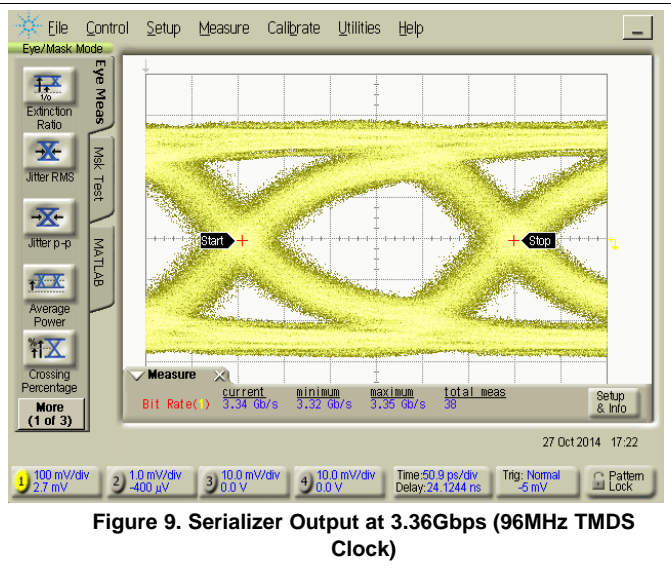 File Control Setup Measure Calibrate Utilities Help
Eye/Mask Mode
Eye Meas
Msk Test
MATLAB
1/0
Extinction
Ratio
Jitter RMS
Jitter p-p
Average
Power
%
Crossing
Percentage
More
(1 of 3)
Start
Stop
Measure
current minimum maximum total meas
Bit Rate(1) 3.34 Gb/s 3.32 Gb/s 3.35 Gb/s 38
Setup
& Info
27 Oct 2014 17:22
1 100 mV/div
2.7 mV
2 1.0 mV/div
-400 µV
3 10.0 mV/div
0.0 V
4 10.0 mV/div
0.0 V
Time:50.9 ps/div
Delay:24.1244 ns
Trig: Normal
-5 mV
Pattern
Lock
Figure 9. Serializer Output at 3.36Gbps (96MHz TMDS
Clock)